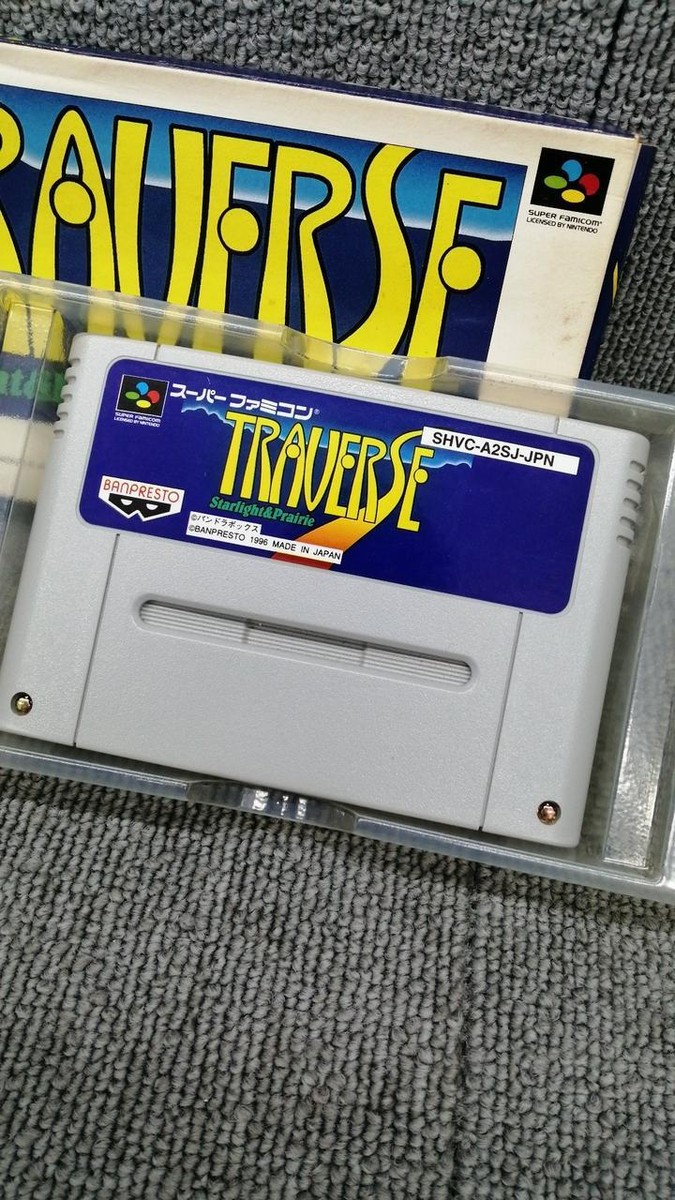 RAVERSE
SUPER FAMICOM
LICENSED BY NINTENDO
SUPER FAMICOM
LICENSED BY NINTENDO
スーパーファミコン®
TRAVERSE
Starlight&Prairie
SHVC-A2SJ-JPN
BANPRESTO
©パンドラボックス
©BANPRESTO 1996 MADE IN JAPAN